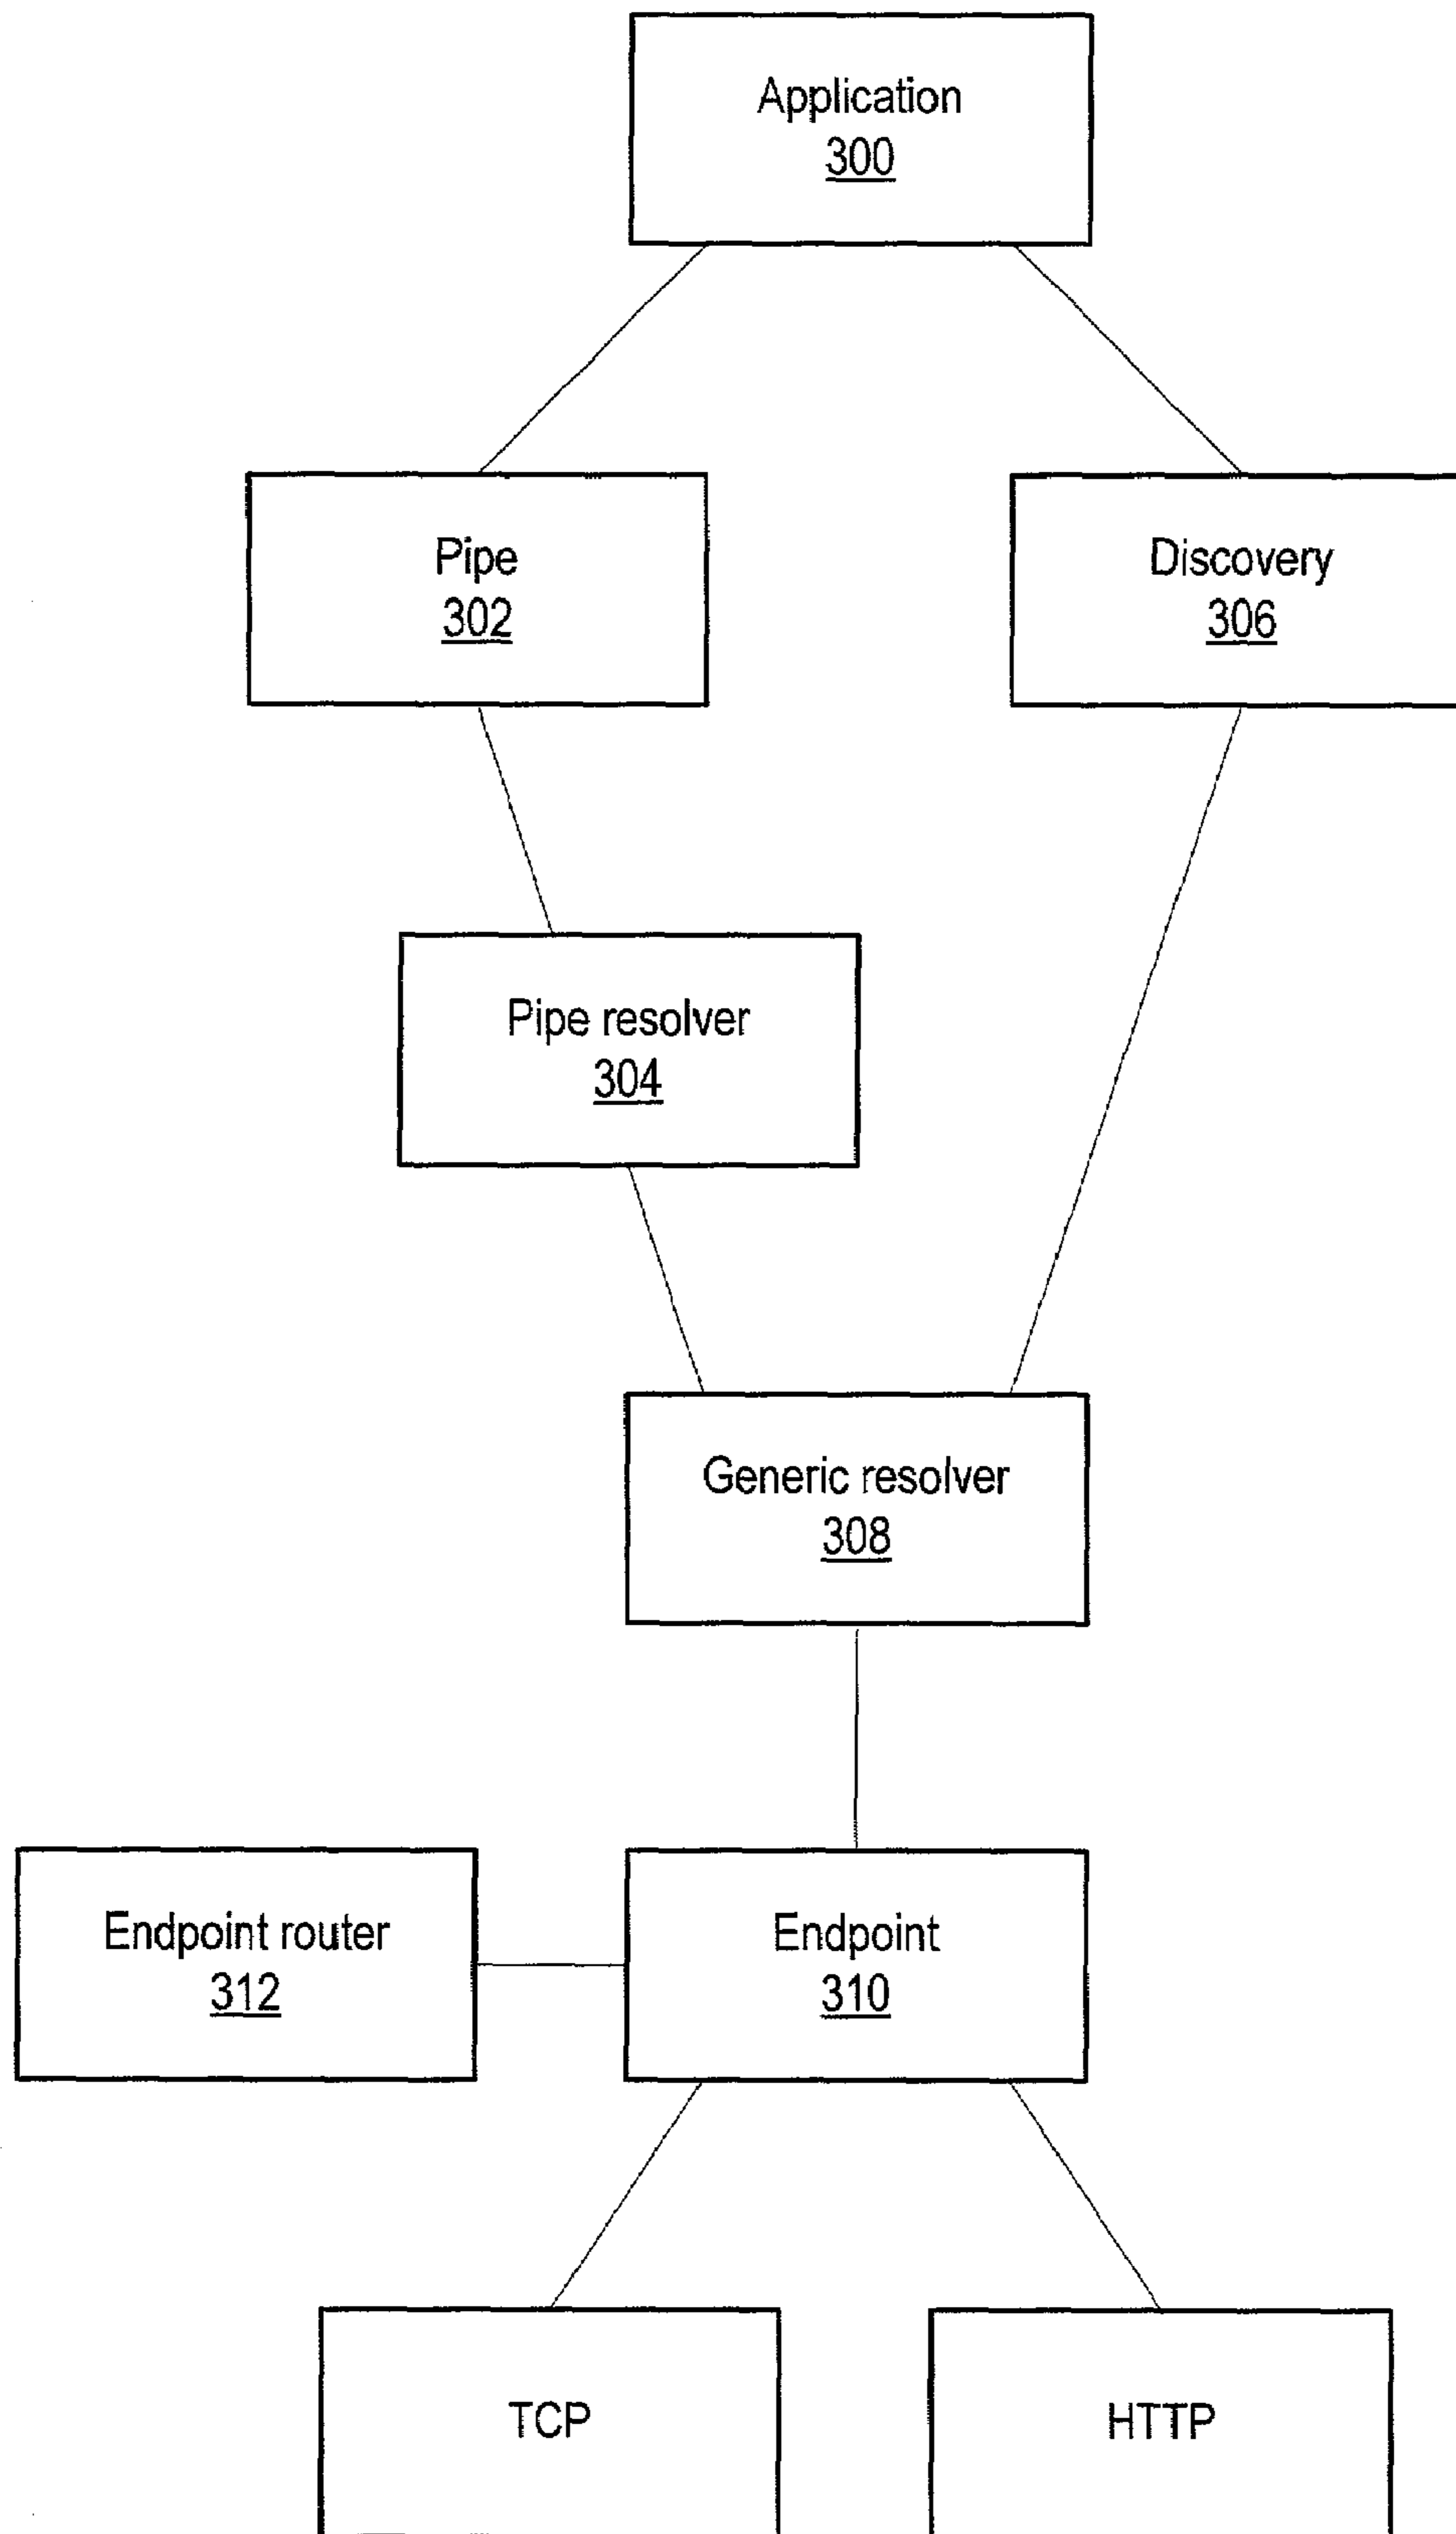 Application
300
Pipe
302
Discovery
306
Pipe resolver
304
Generic resolver
308
Endpoint router
312
Endpoint
310
TCP
HTTP